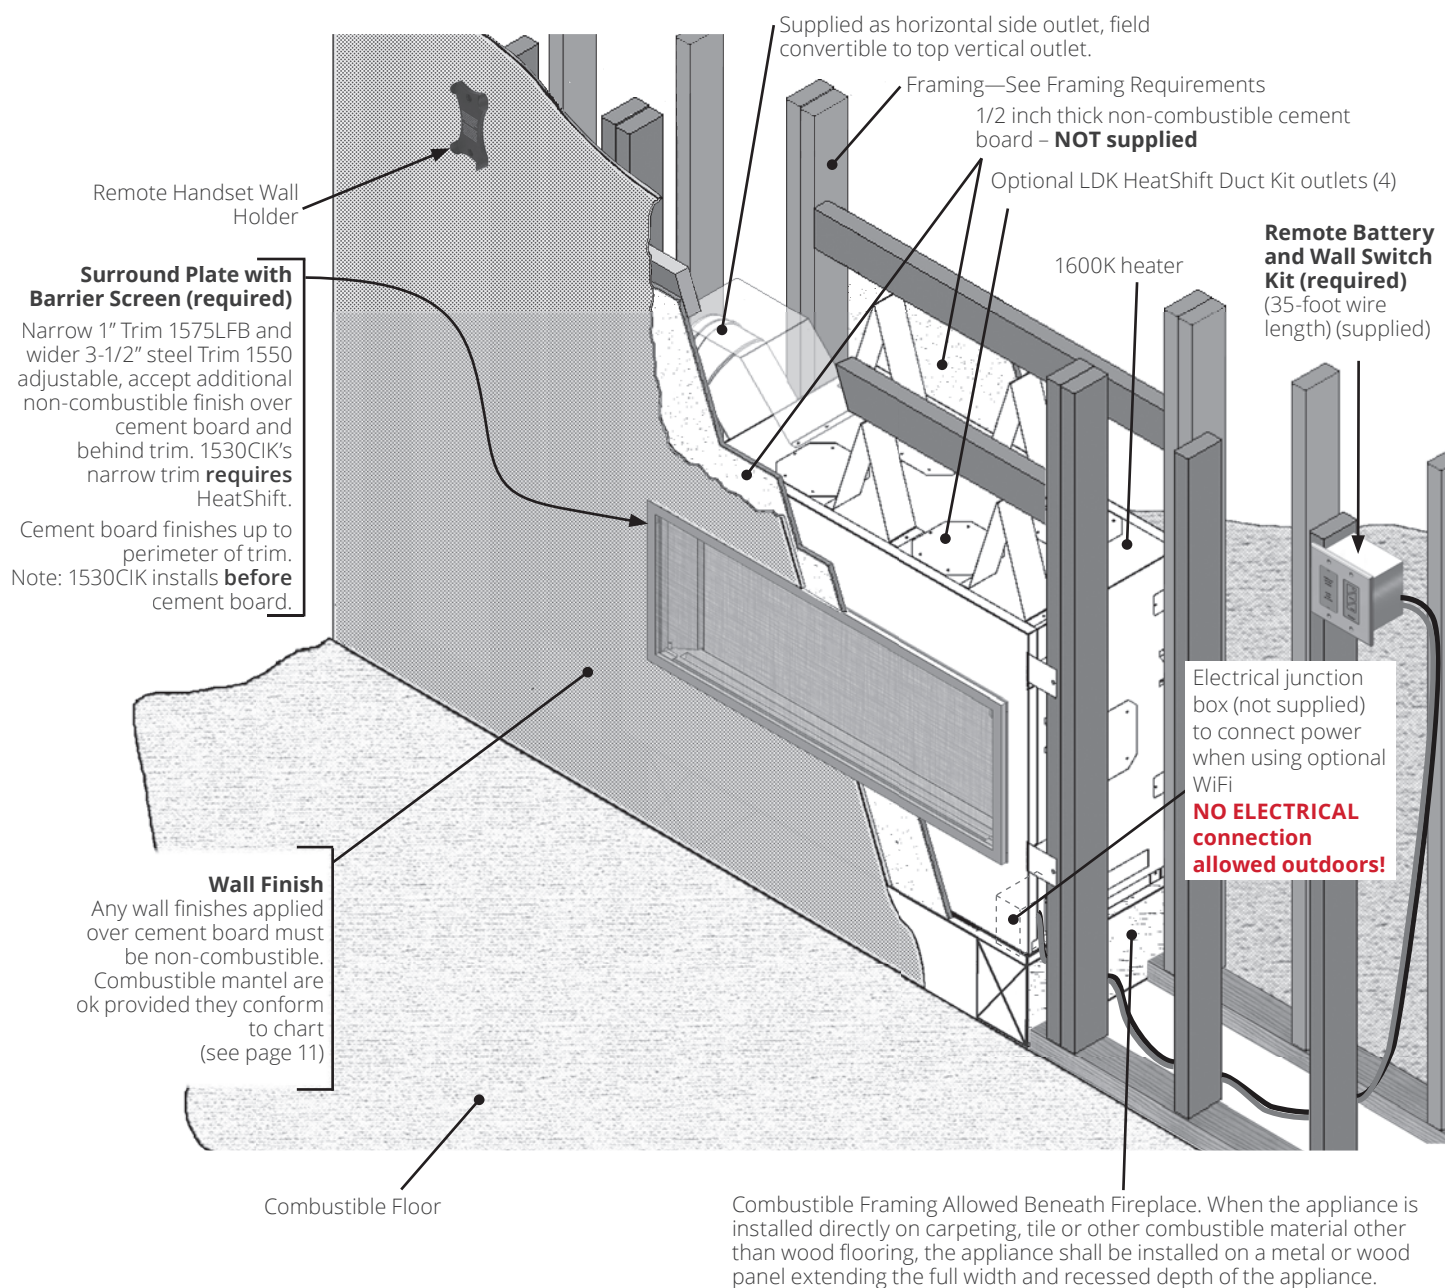 Supplied as horizontal side outlet, field
convertible to top vertical outlet.
Framing—See Framing Requirements
1/2 inch thick non-combustible cement
board – NOT supplied
Optional LDK HeatShift Duct Kit outlets (4)
1600K heater
Remote Battery
and Wall Switch
Kit (required)
(35-foot wire
length) (supplied)
Remote Handset Wall
Holder
Surround Plate with
Barrier Screen (required)
Narrow 1” Trim 1575LFB and
wider 3-1/2” steel Trim 1550
adjustable, accept additional
non-combustible finish over
cement board and
behind trim. 1530CIK’s
narrow trim requires
HeatShift.
Cement board finishes up to
perimeter of trim.
Note: 1530CIK installs before
cement board.
Electrical junction
box (not supplied)
to connect power
when using optional
WiFi
NO ELECTRICAL
connection
allowed outdoors!
Wall Finish
Any wall finishes applied
over cement board must
be non-combustible.
Combustible mantel are
ok provided they conform
to chart
(see page 11)
Combustible Floor
Combustible Framing Allowed Beneath Fireplace. When the appliance is
installed directly on carpeting, tile or other combustible material other
than wood flooring, the appliance shall be installed on a metal or wood
panel extending the full width and recessed depth of the appliance.